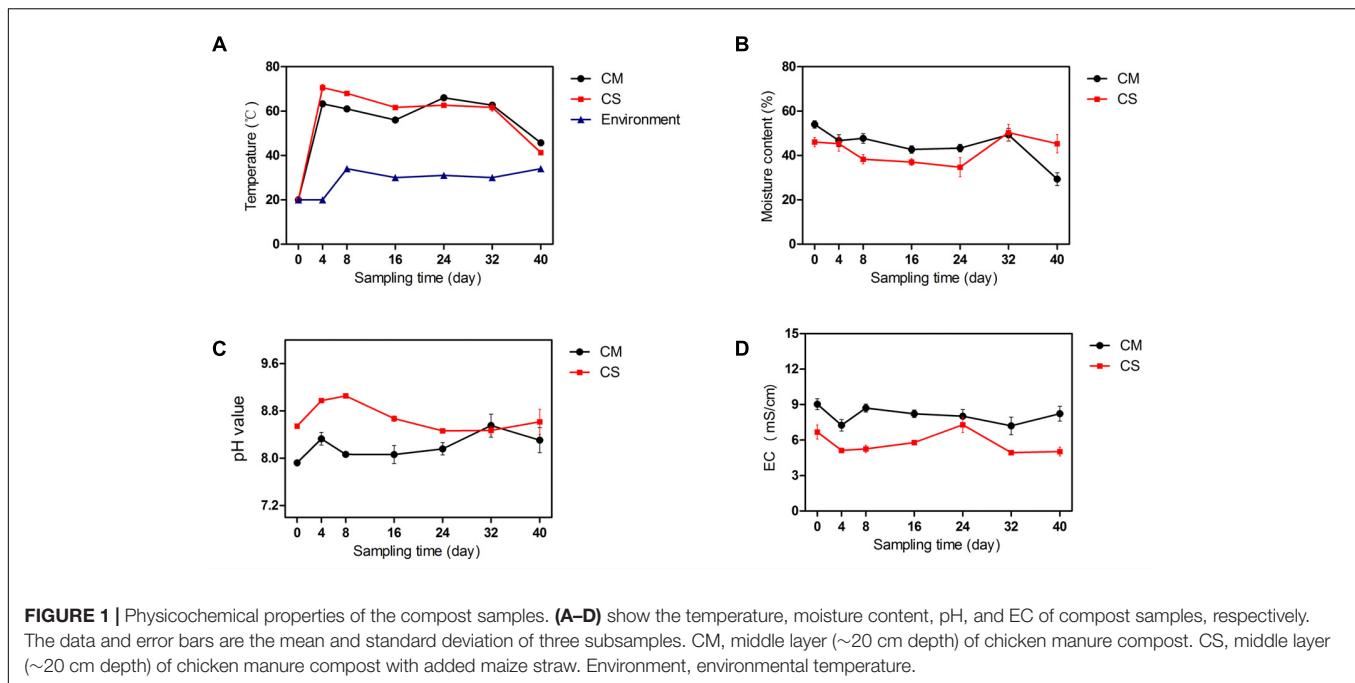 A
80
60
40
20
0
Temperature (℃)
0 4 8 16 24 32 40
Sampling time (day)
CM
CS
Environment
B
80
60
40
20
0
Moisture content (%)
0 4 8 16 24 32 40
Sampling time (day)
CM
CS
C
9.6
8.8
8.0
7.2
pH value
0 4 8 16 24 32 40
Sampling time (day)
CM
CS
D
15
12
9
6
3
0
EC ( mS/cm)
0 4 8 16 24 32 40
Sampling time (day)
CM
CS
FIGURE 1 | Physicochemical properties of the compost samples. (A–D) show the temperature, moisture content, pH, and EC of compost samples, respectively.
The data and error bars are the mean and standard deviation of three subsamples. CM, middle layer (~20 cm depth) of chicken manure compost. CS, middle layer
(~20 cm depth) of chicken manure compost with added maize straw. Environment, environmental temperature.